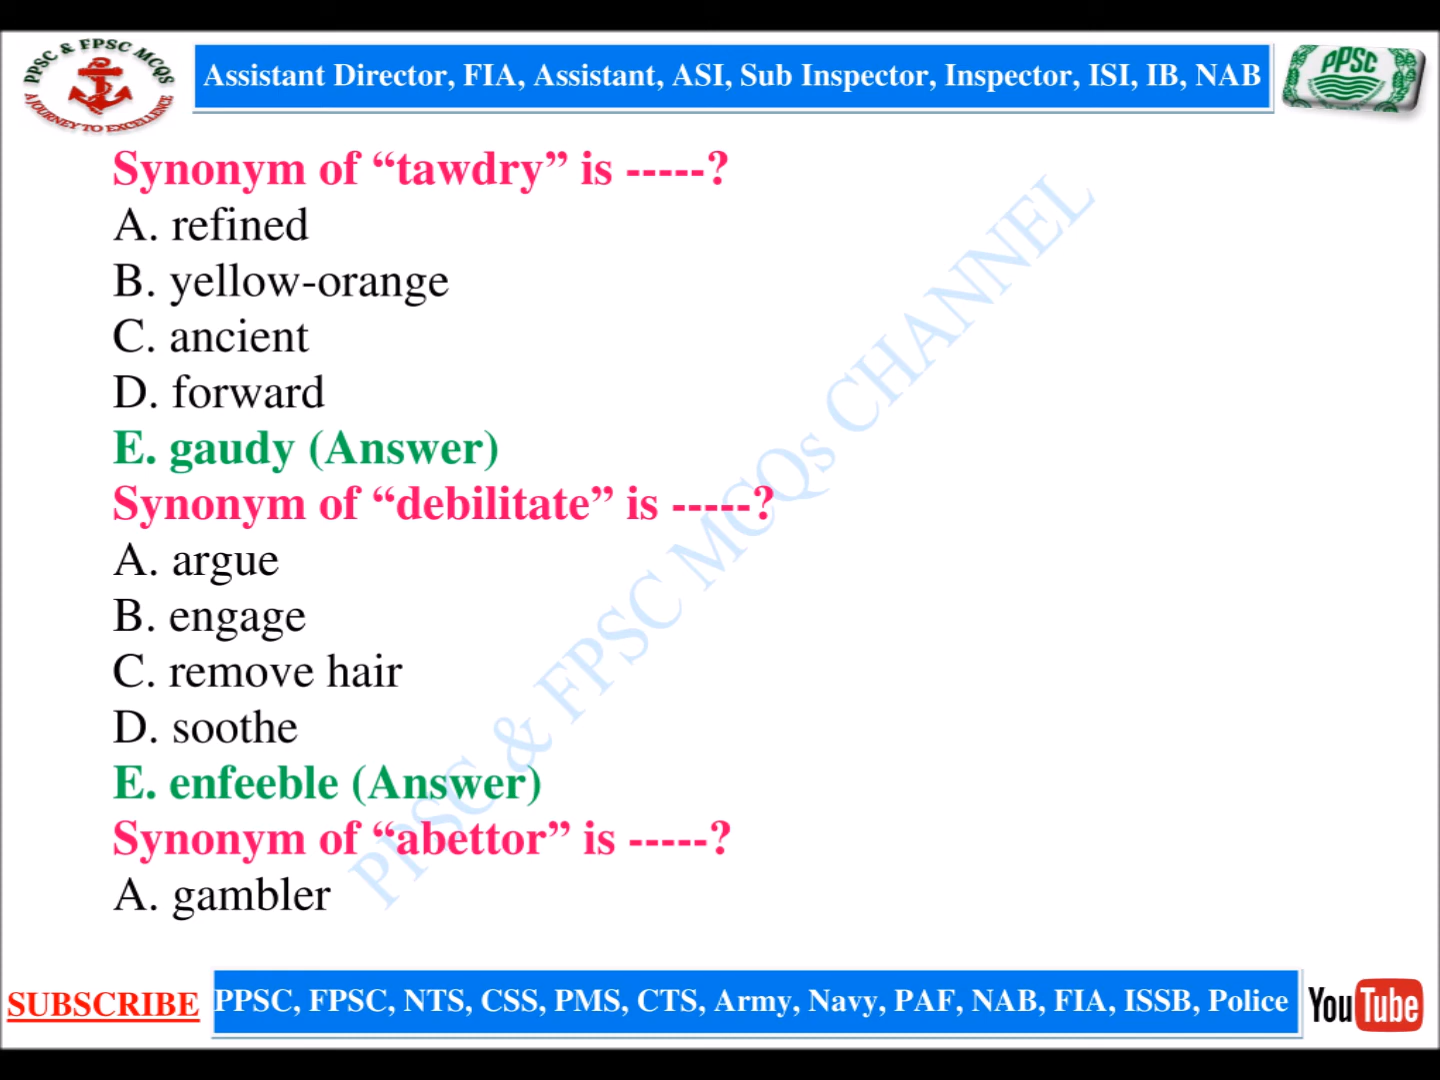 PPSC & FPSC MCQS
A JOURNEY TO EXCELLENCE
Assistant Director, FIA, Assistant, ASI, Sub Inspector, Inspector, ISI, IB, NAB
PPSC
Synonym of “tawdry” is -----?
A. refined
B. yellow-orange
C. ancient
D. forward
E. gaudy (Answer)
Synonym of “debilitate” is -----?
A. argue
B. engage
C. remove hair
D. soothe
E. enfeeble (Answer)
Synonym of “abettor” is -----?
A. gambler
PPSC & FPSC MCQs CHANNEL
SUBSCRIBE
PPSC, FPSC, NTS, CSS, PMS, CTS, Army, Navy, PAF, NAB, FIA, ISSB, Police
YouTube